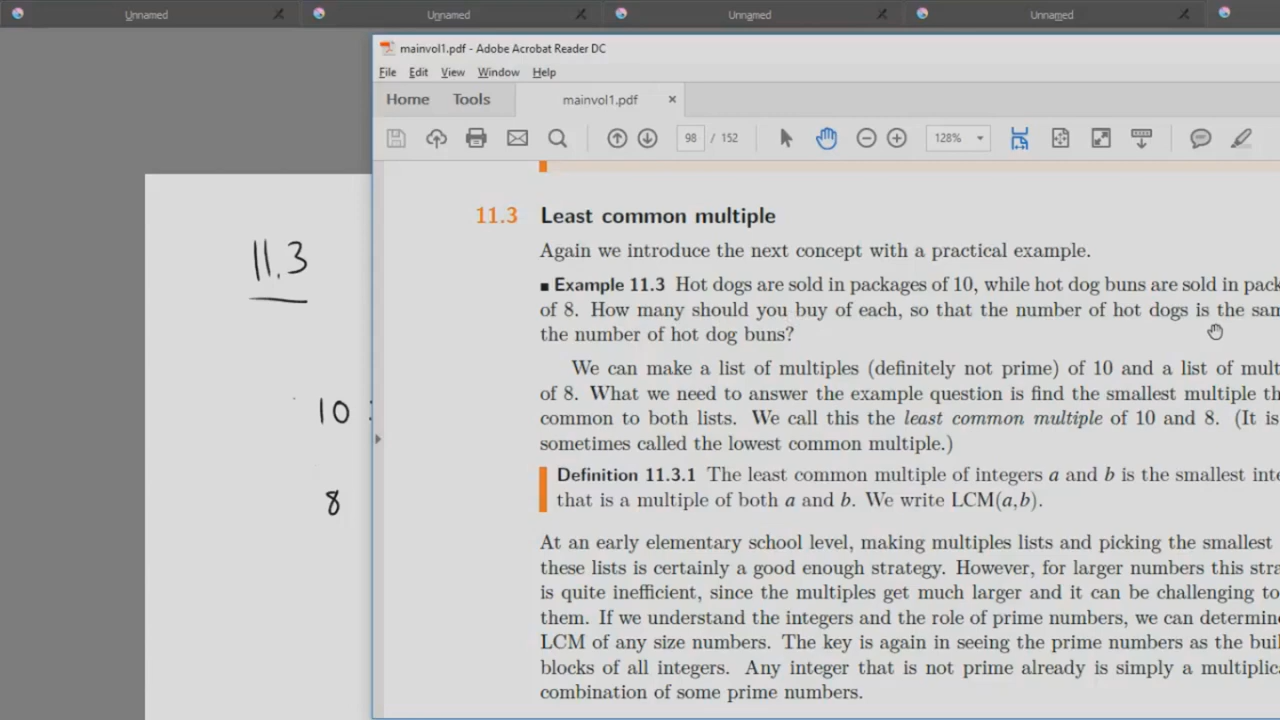 Unnamed Unnamed Unnamed Unnamed
mainvol1.pdf - Adobe Acrobat Reader DC
File Edit View Window Help
Home Tools mainvol1.pdf
98 / 152 128%
11.3
10
8
11.3 Least common multiple
Again we introduce the next concept with a practical example.
■ Example 11.3 Hot dogs are sold in packages of 10, while hot dog buns are sold in pack
of 8. How many should you buy of each, so that the number of hot dogs is the sam
the number of hot dog buns?
We can make a list of multiples (definitely not prime) of 10 and a list of mult
of 8. What we need to answer the example question is find the smallest multiple th
common to both lists. We call this the least common multiple of 10 and 8. (It is
sometimes called the lowest common multiple.)
Definition 11.3.1 The least common multiple of integers a and b is the smallest inte
that is a multiple of both a and b. We write LCM(a,b).
At an early elementary school level, making multiples lists and picking the smallest
these lists is certainly a good enough strategy. However, for larger numbers this stra
is quite inefficient, since the multiples get much larger and it can be challenging to
them. If we understand the integers and the role of prime numbers, we can determin
LCM of any size numbers. The key is again in seeing the prime numbers as the buil
blocks of all integers. Any integer that is not prime already is simply a multiplic
combination of some prime numbers.